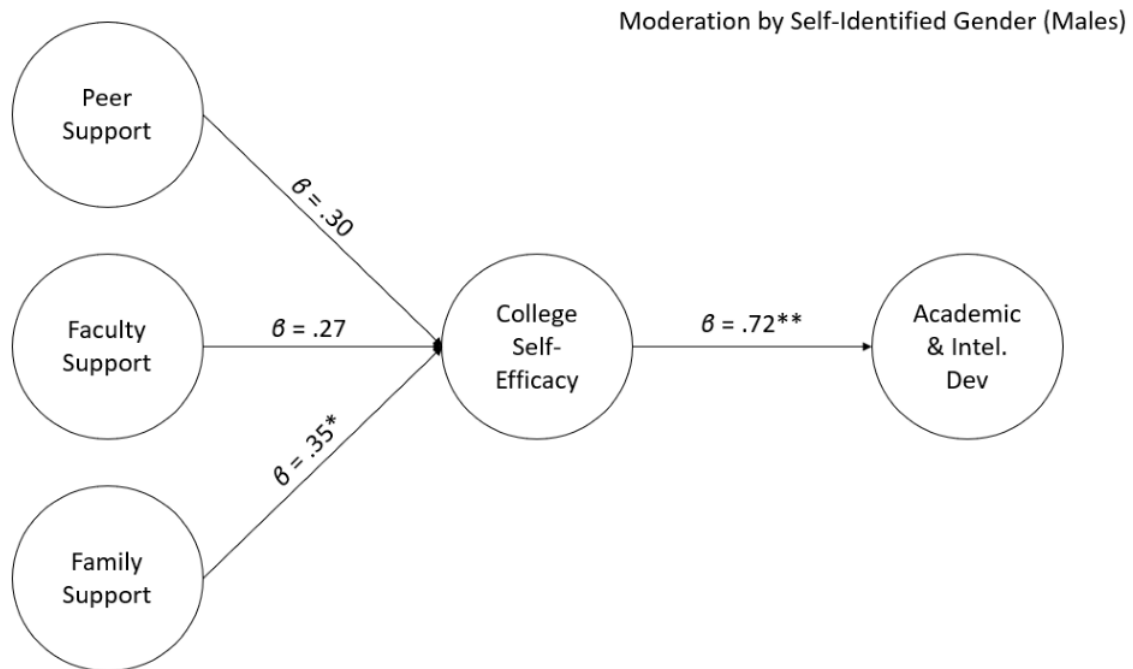 Moderation by Self-Identified Gender (Males)
Peer
Support
β = .30
Faculty
Support
β = .27
College
Self-
Efficacy
β = .72**
Academic
& Intel.
Dev
β = .35*
Family
Support